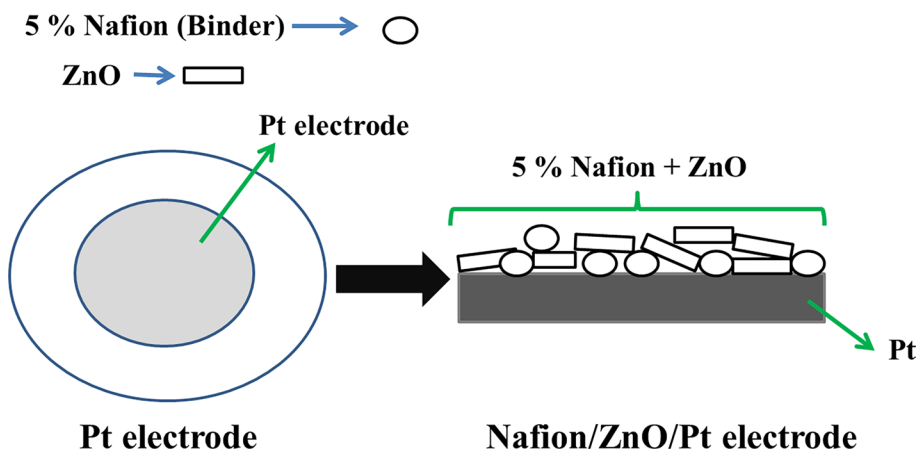 5 % Nafion (Binder)
ZnO
Pt electrode
5 % Nafion + ZnO
Pt
Pt electrode
Nafion/ZnO/Pt electrode